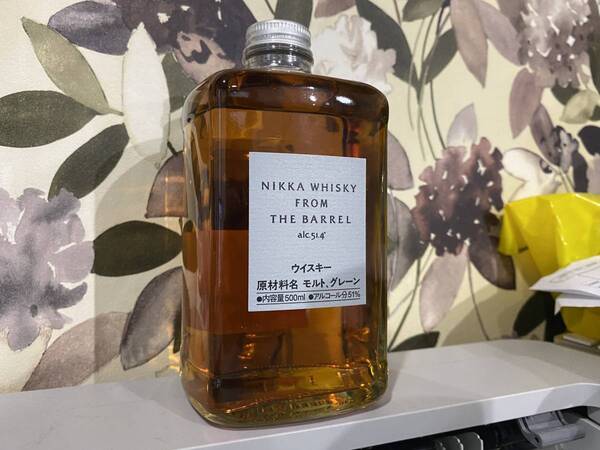 NIKKA WHISKY
FROM
THE BARREL
alc.51.4°
ウイスキー
原材料名 モルト、グレーン
●内容量500ml ●アルコール分51%